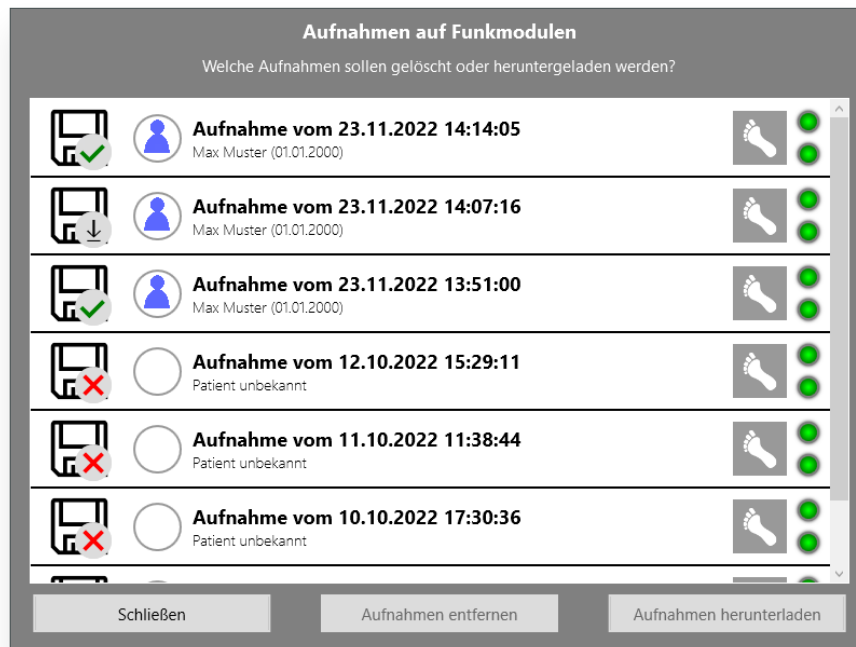 Aufnahmen auf Funkmodulen
Welche Aufnahmen sollen gelöscht oder heruntergeladen werden?
Aufnahme vom 23.11.2022 14:14:05
Max Muster (01.01.2000)
Aufnahme vom 23.11.2022 14:07:16
Max Muster (01.01.2000)
Aufnahme vom 23.11.2022 13:51:00
Max Muster (01.01.2000)
Aufnahme vom 12.10.2022 15:29:11
Patient unbekannt
Aufnahme vom 11.10.2022 11:38:44
Patient unbekannt
Aufnahme vom 10.10.2022 17:30:36
Patient unbekannt
Schließen
Aufnahmen entfernen
Aufnahmen herunterladen